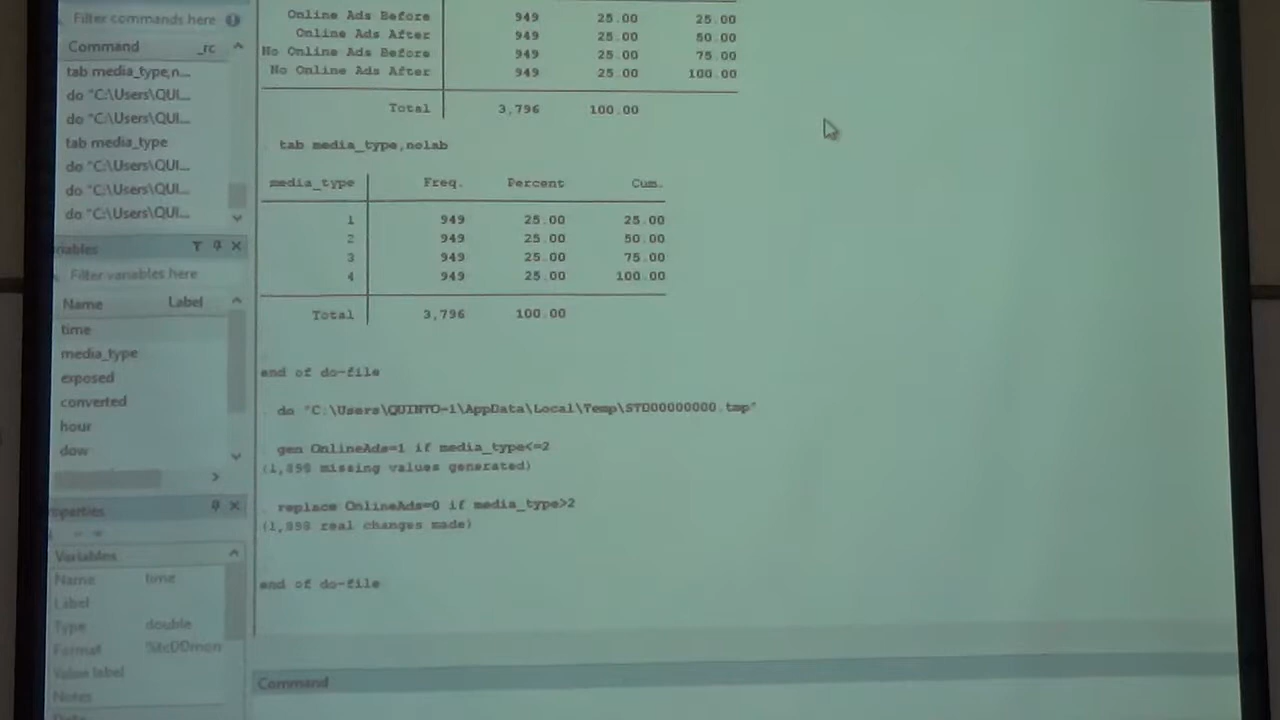 Filter commands here
Command _rc
tab media_type,n...
do "C:\Users\QUI...
do "C:\Users\QUI...
tab media_type
do "C:\Users\QUI...
do "C:\Users\QUI...
do "C:\Users\QUI...
Filter variables here
Name Label
time
media_type
exposed
converted
hour
dow
Variables
Name time
Label
Type double
Format
Value label
Notes
Online Ads Before 949 25.00 25.00
Online Ads After 949 25.00 50.00
No Online Ads Before 949 25.00 75.00
No Online Ads After 949 25.00 100.00
Total 3,796 100.00
. tab media_type,nolab
media_type Freq. Percent Cum.
1 949 25.00 25.00
2 949 25.00 50.00
3 949 25.00 75.00
4 949 25.00 100.00
Total 3,796 100.00
end of do-file
. do "C:\Users\QUINTO~1\AppData\Local\Temp\STD00000000.tmp"
. gen OnlineAds=1 if media_type<=2
(1,898 missing values generated)
. replace OnlineAds=0 if media_type>2
(1,898 real changes made)
end of do-file
Command